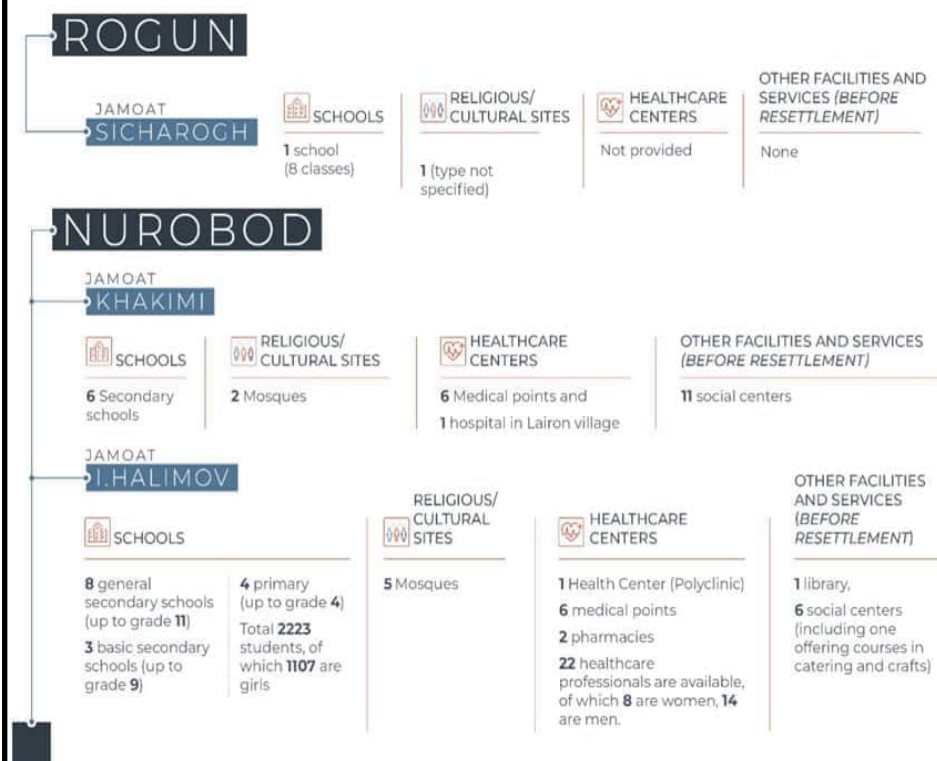 ROGUN
JAMOAT
SICHAROGH
SCHOOLS
1 school
(8 classes)
RELIGIOUS/
CULTURAL SITES
1 (type not
specified)
HEALTHCARE
CENTERS
Not provided
OTHER FACILITIES AND
SERVICES (BEFORE
RESETTLEMENT)
None
NUROBOD
JAMOAT
KHAKIMI
SCHOOLS
6 Secondary
schools
RELIGIOUS/
CULTURAL SITES
2 Mosques
HEALTHCARE
CENTERS
6 Medical points and
1 hospital in Lairon village
OTHER FACILITIES AND SERVICES
(BEFORE RESETTLEMENT)
11 social centers
JAMOAT
I.HALIMOV
SCHOOLS
8 general
secondary schools
(up to grade 11)
3 basic secondary
schools (up to
grade 9)
4 primary
(up to grade 4)
Total 2223
students, of
which 1107 are
girls
RELIGIOUS/
CULTURAL
SITES
5 Mosques
HEALTHCARE
CENTERS
1 Health Center (Polyclinic)
6 medical points
2 pharmacies
22 healthcare
professionals are available,
of which 8 are women, 14
are men.
OTHER FACILITIES
AND SERVICES
(BEFORE
RESETTLEMENT)
1 library,
6 social centers
(including one
offering courses in
catering and crafts)